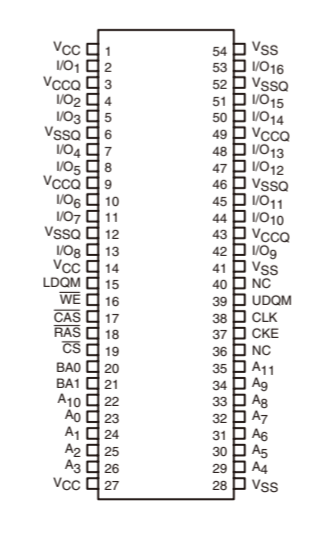 VCC 1 54 VSS
I/O1 2 53 I/O16
VCCQ 3 52 VSSQ
I/O2 4 51 I/O15
I/O3 5 50 I/O14
VSSQ 6 49 VCCQ
I/O4 7 48 I/O13
I/O5 8 47 I/O12
VCCQ 9 46 VSSQ
I/O6 10 45 I/O11
I/O7 11 44 I/O10
VSSQ 12 43 VCCQ
I/O8 13 42 I/O9
VCC 14 41 VSS
LDQM 15 40 NC
W̅E̅ 16 39 UDQM
C̅A̅S̅ 17 38 CLK
R̅A̅S̅ 18 37 CKE
C̅S̅ 19 36 NC
BA0 20 35 A11
BA1 21 34 A9
A10 22 33 A8
A0 23 32 A7
A1 24 31 A6
A2 25 30 A5
A3 26 29 A4
VCC 27 28 VSS